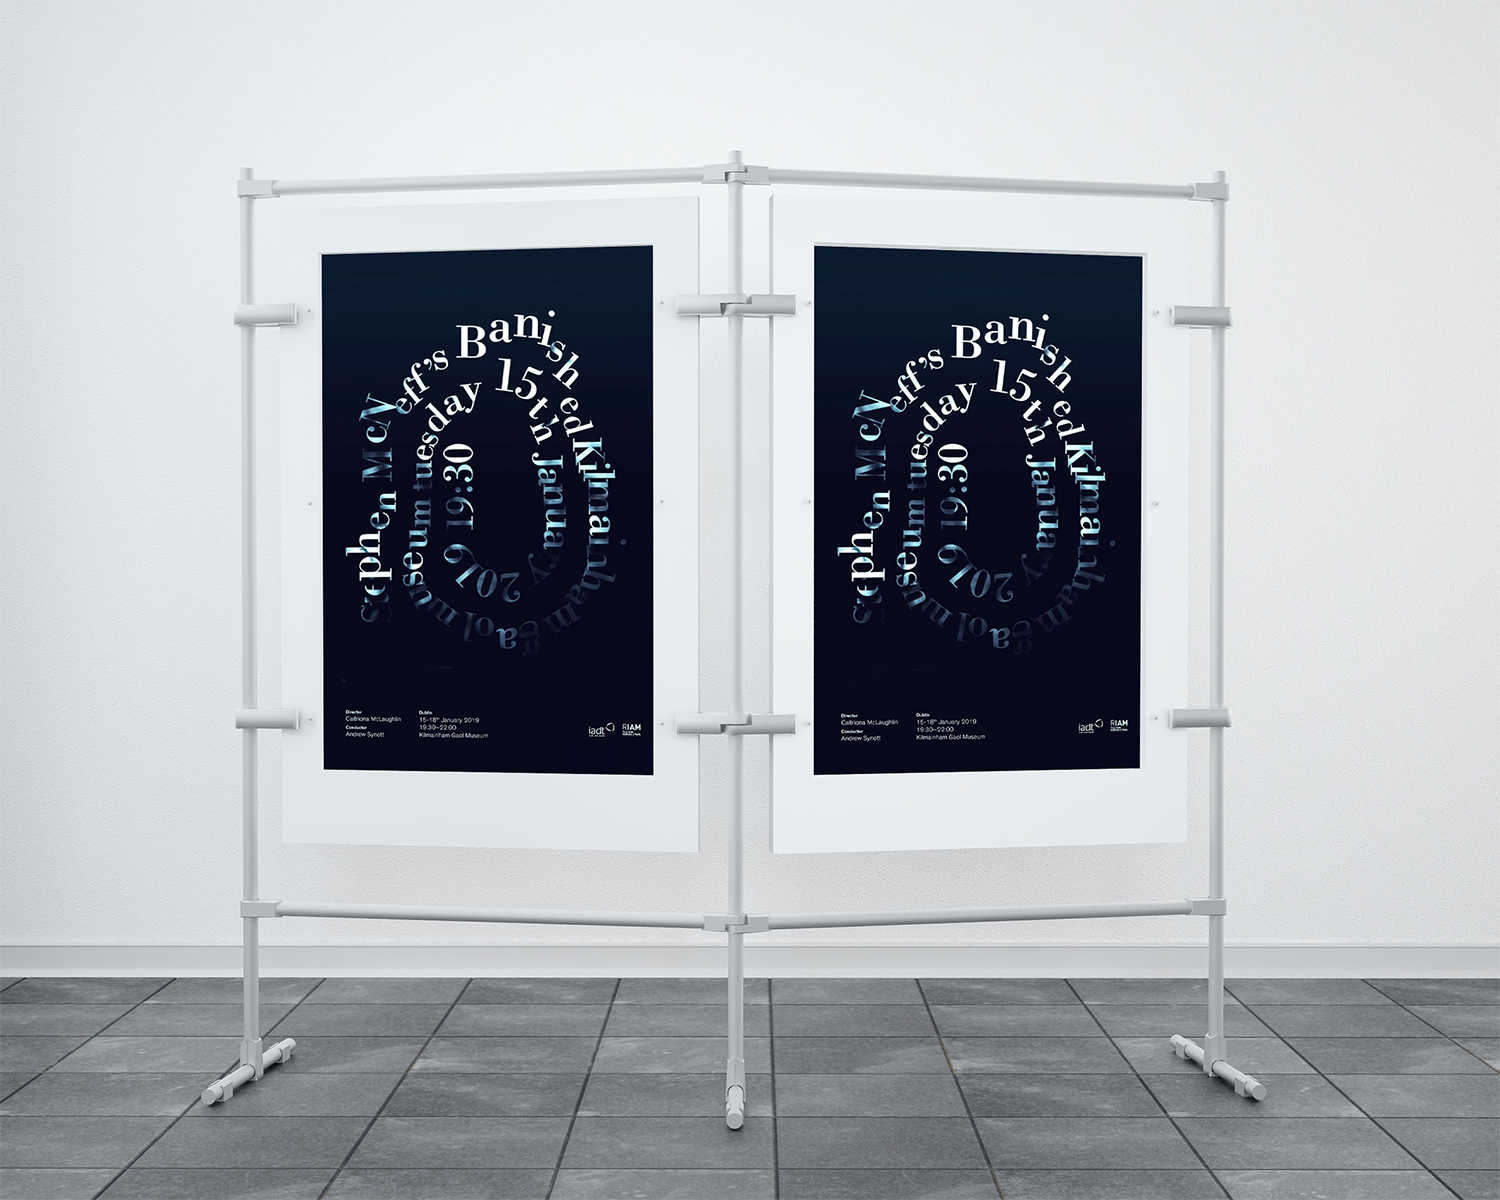 Stephen McNeff's Banished Kilmainham gaol museum tuesday 15th January 2016 19:30
Director
Caitriona McLaughlin
Conductor
Andrew Synott
Dublin
15-18th January 2019
19:30–22:00
Kilmainham Gaol Museum
iadt
RIAM
Stephen McNeff's Banished Kilmainham gaol museum tuesday 15th January 2016 19:30
Director
Caitriona McLaughlin
Conductor
Andrew Synott
Dublin
15-18th January 2019
19:30–22:00
Kilmainham Gaol Museum
iadt
RIAM